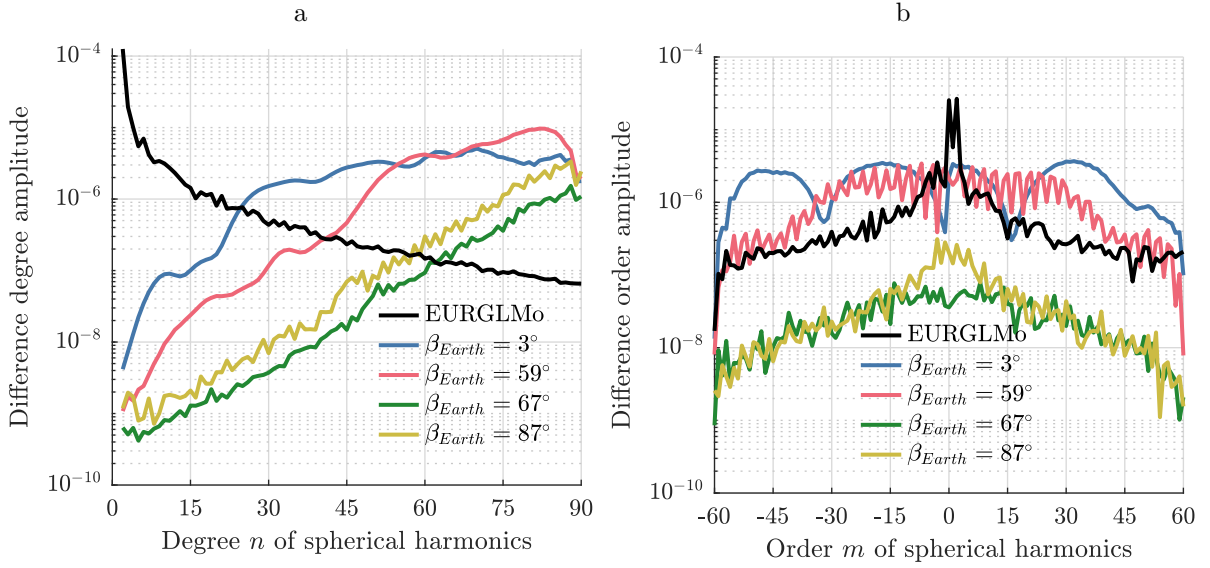 a
Difference degree amplitude
10⁻⁴
10⁻⁶
10⁻⁸
10⁻¹⁰
0 15 30 45 60 75 90
Degree n of spherical harmonics
EURGLMo
β_Earth = 3°
β_Earth = 59°
β_Earth = 67°
β_Earth = 87°
b
Difference order amplitude
10⁻⁴
10⁻⁶
10⁻⁸
10⁻¹⁰
-60 -45 -30 -15 0 15 30 45 60
Order m of spherical harmonics
EURGLMo
β_Earth = 3°
β_Earth = 59°
β_Earth = 67°
β_Earth = 87°